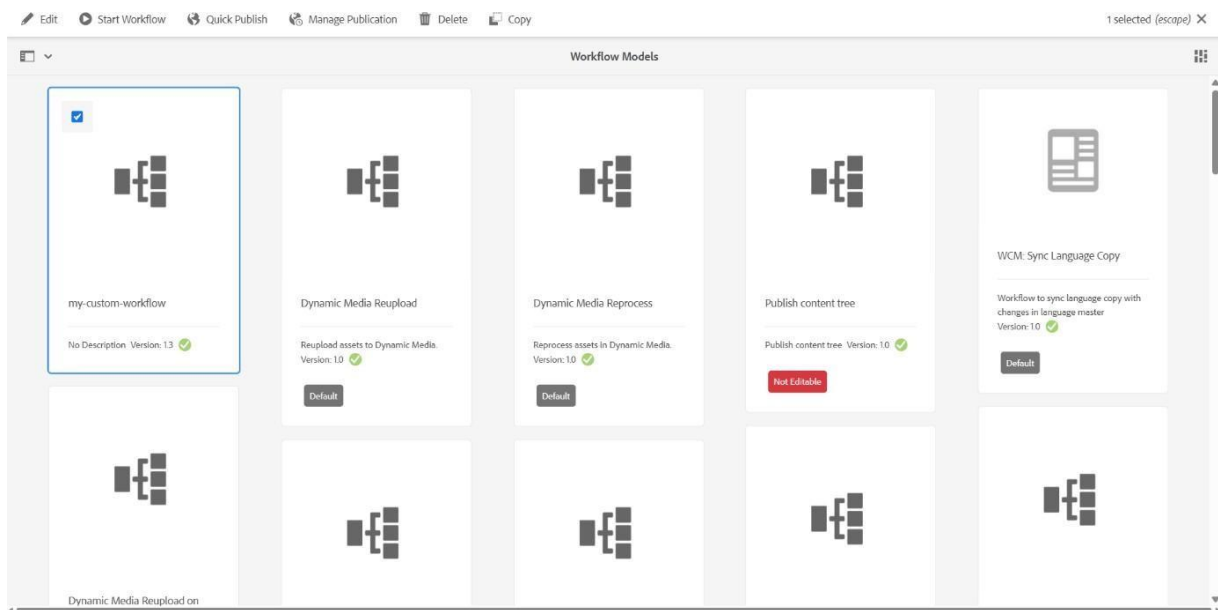 Edit Start Workflow Quick Publish Manage Publication Delete Copy 1 selected (escape)
Workflow Models
my-custom-workflow
No Description Version: 1.3
Dynamic Media Reupload
Reupload assets to Dynamic Media.
Version: 1.0
Default
Dynamic Media Reprocess
Reprocess assets in Dynamic Media.
Version: 1.0
Default
Publish content tree
Publish content tree Version: 1.0
Not Editable
WCM: Sync Language Copy
Workflow to sync language copy with
changes in language master
Version: 1.0
Default
Dynamic Media Reupload on